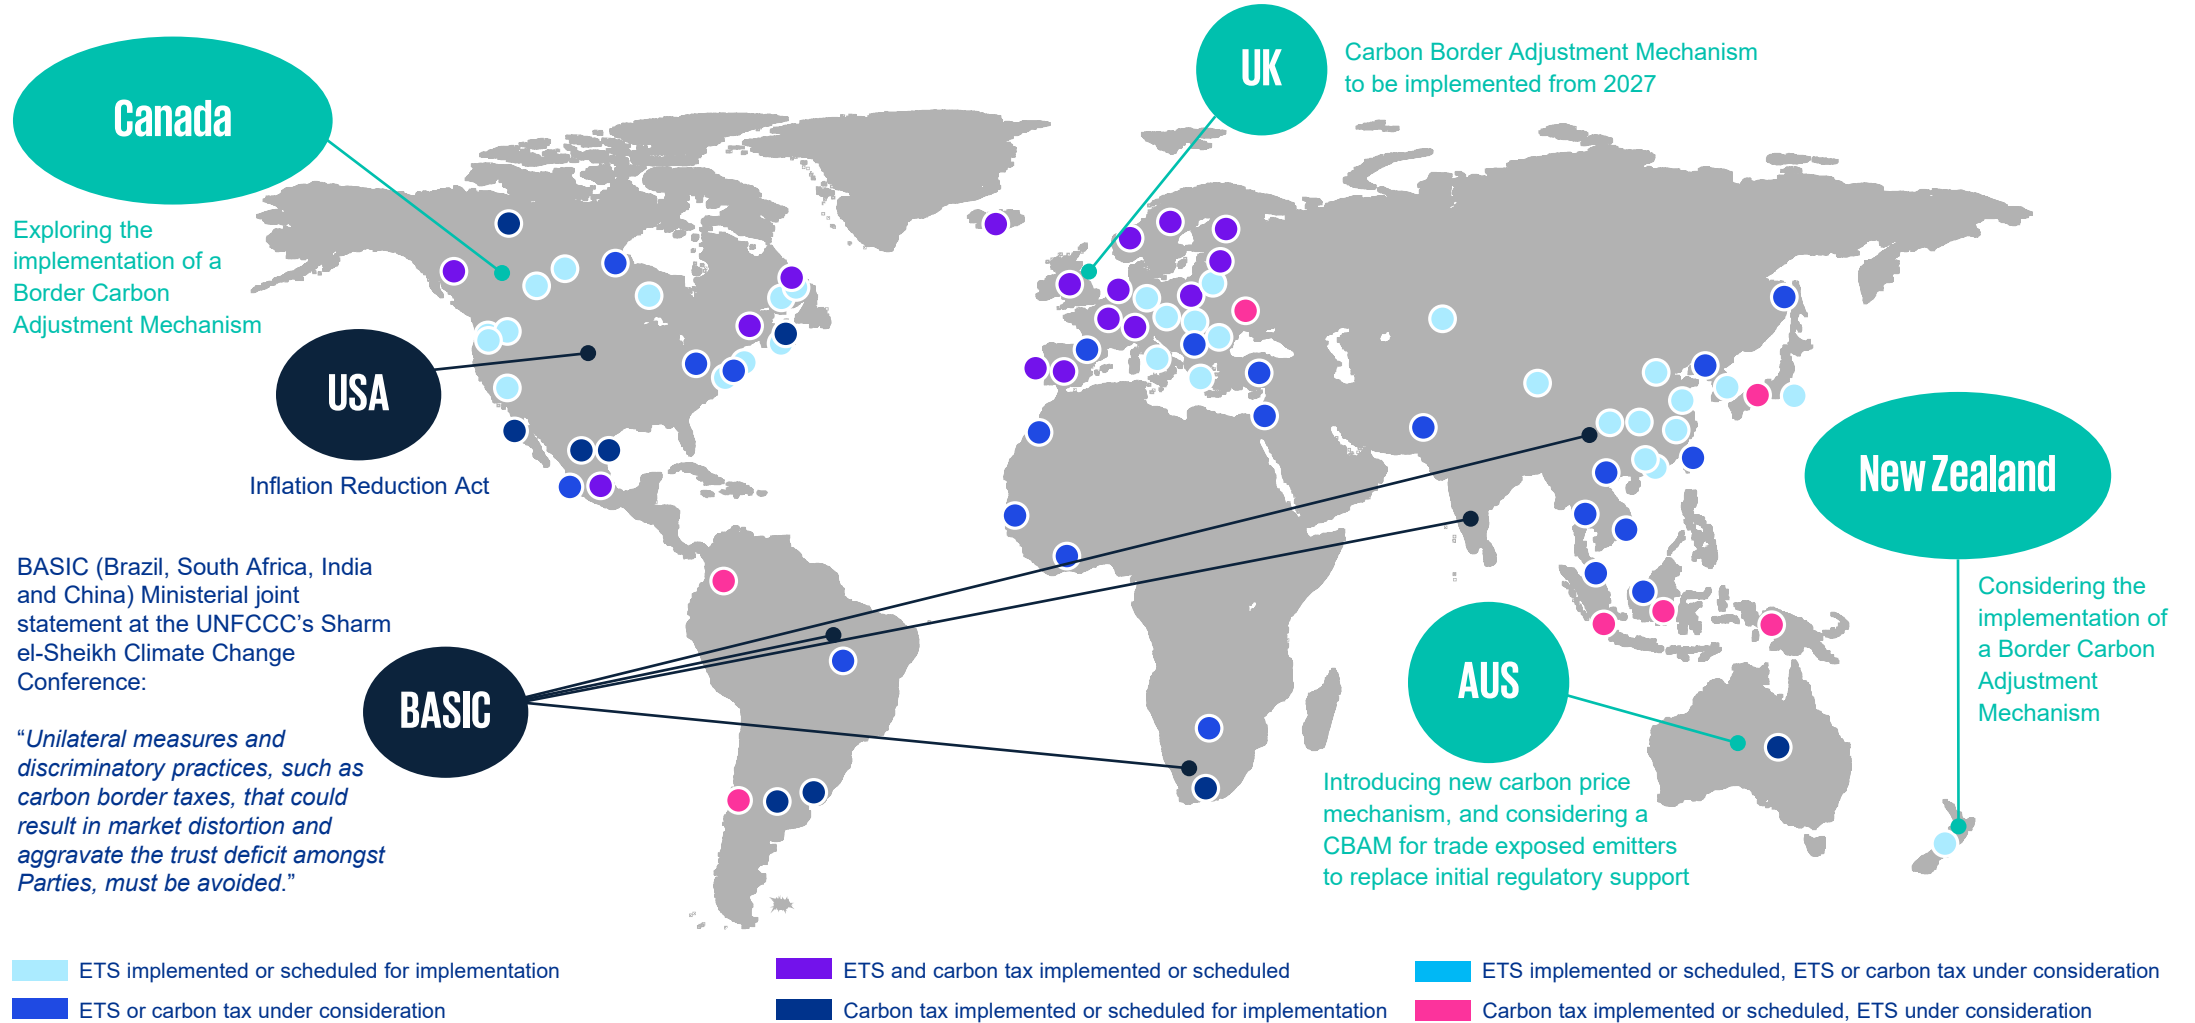 Canada
Exploring the
implementation of a
Border Carbon
Adjustment Mechanism
UK
Carbon Border Adjustment Mechanism
to be implemented from 2027
USA
Inflation Reduction Act
BASIC (Brazil, South Africa, India
and China) Ministerial joint
statement at the UNFCCC’s Sharm
el-Sheikh Climate Change
Conference:
“Unilateral measures and
discriminatory practices, such as
carbon border taxes, that could
result in market distortion and
aggravate the trust deficit amongst
Parties, must be avoided.”
BASIC
AUS
Introducing new carbon price
mechanism, and considering a
CBAM for trade exposed emitters
to replace initial regulatory support
New Zealand
Considering the
implementation of
a Border Carbon
Adjustment
Mechanism
ETS implemented or scheduled for implementation
ETS or carbon tax under consideration
ETS and carbon tax implemented or scheduled
Carbon tax implemented or scheduled for implementation
ETS implemented or scheduled, ETS or carbon tax under consideration
Carbon tax implemented or scheduled, ETS under consideration